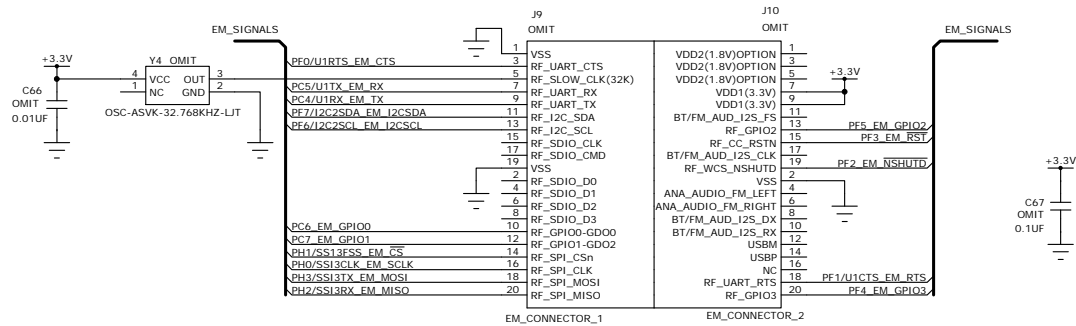 J9
OMIT
J10
OMIT
EM_SIGNALS
EM_SIGNALS
+3.3V
Y4 OMIT
4 VCC OUT 3
1 NC GND 2
OSC-ASVK-32.768KHZ-LJT
C66
OMIT
0.01UF
PF0/U1RTS_EM_CTS
PC5/U1TX_EM_RX
PC4/U1RX_EM_TX
PF7/I2C2SDA_EM_I2CSDA
PF6/I2C2SCL_EM_I2CSCL
PC6_EM_GPIO0
PC7_EM_GPIO1
PH1/SS13FSS_EM_CS
PH0/SSI3CLK_EM_SCLK
PH3/SSI3TX_EM_MOSI
PH2/SSI3RX_EM_MISO
1 VSS
3 RF_UART_CTS
5 RF_SLOW_CLK(32K)
7 RF_UART_RX
9 RF_UART_TX
11 RF_I2C_SDA
13 RF_I2C_SCL
15 RF_SDIO_CLK
17 RF_SDIO_CMD
19 VSS
2 RF_SDIO_D0
4 RF_SDIO_D1
6 RF_SDIO_D2
8 RF_SDIO_D3
10 RF_GPIO0-GDO0
12 RF_GPIO1-GDO2
14 RF_SPI_CSn
16 RF_SPI_CLK
18 RF_SPI_MOSI
20 RF_SPI_MISO
EM_CONNECTOR_1
VDD2(1.8V)OPTION 1
VDD2(1.8V)OPTION 3
VDD2(1.8V)OPTION 5
VDD1(3.3V) 7
VDD1(3.3V) 9
BT/FM_AUD_I2S_FS 11
RF_GPIO2 13
RF_CC_RSTN 15
BT/FM_AUD_I2S_CLK 17
RF_WCS_NSHUTD 19
VSS 2
ANA_AUDIO_FM_LEFT 4
ANA_AUDIO_FM_RIGHT 6
BT/FM_AUD_I2S_DX 8
BT/FM_AUD_I2S_RX 10
USBM 12
USBP 14
NC 16
RF_UART_RTS 18
RF_GPIO3 20
EM_CONNECTOR_2
+3.3V
PF5_EM_GPIO2
PF3_EM_RST
PF2_EM_NSHUTD
PF1/U1CTS_EM_RTS
PF4_EM_GPIO3
+3.3V
C67
OMIT
0.1UF